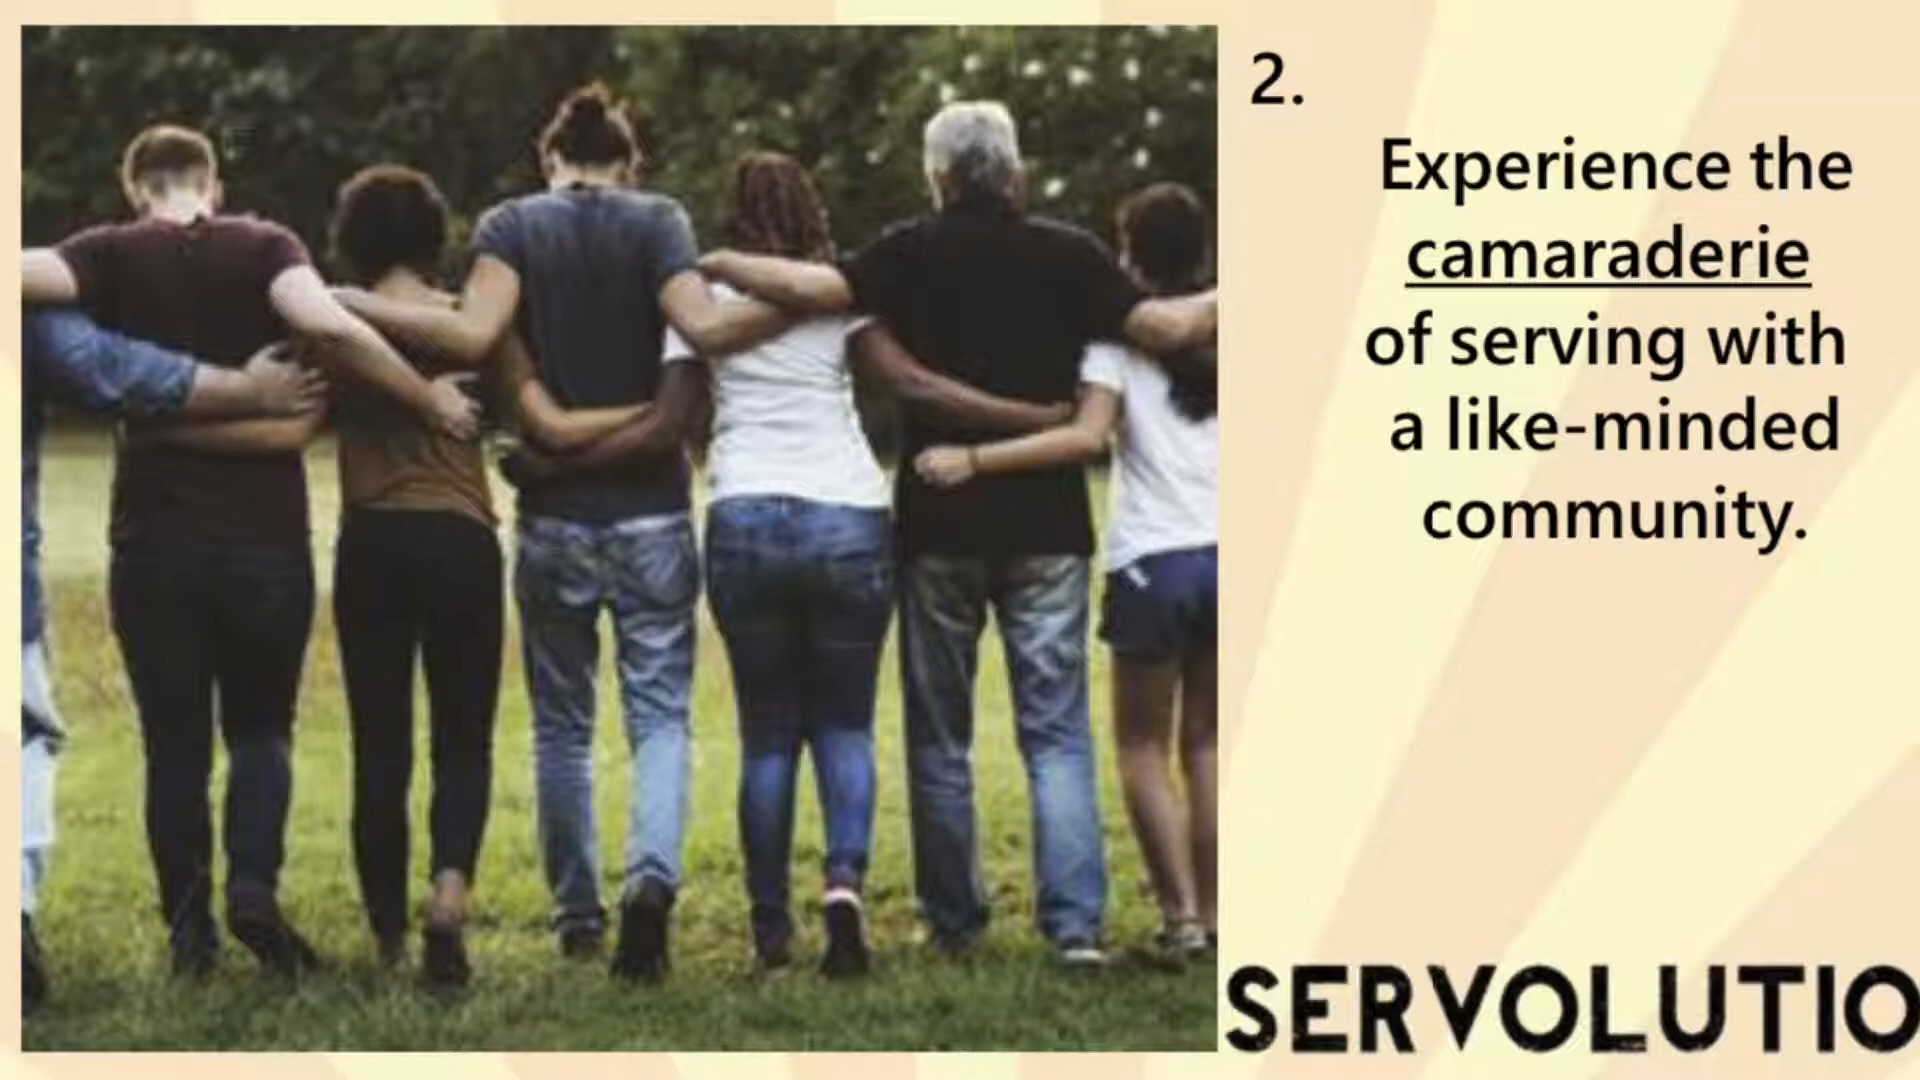 2.
Experience the
camaraderie
of serving with
a like-minded
community.
SERVOLUTIO